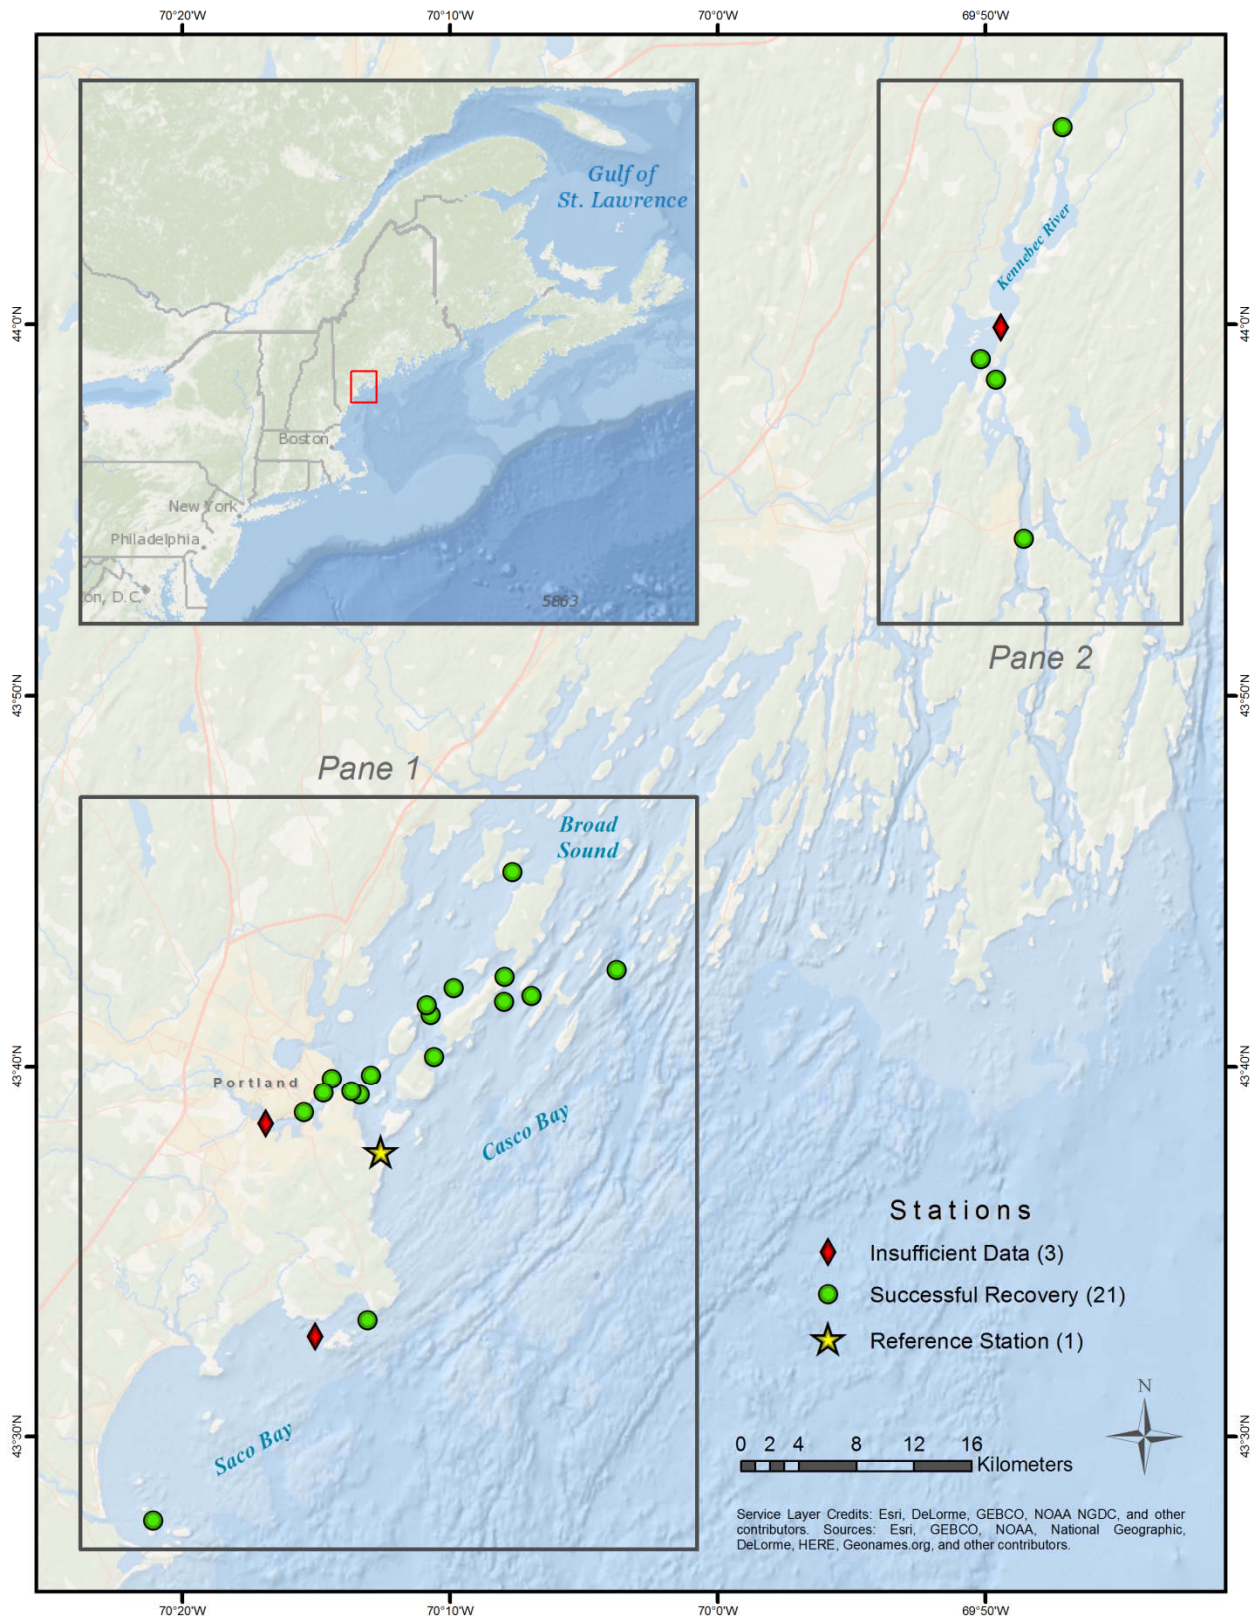 70°20'W 70°10'W 70°0'W 69°50'W
Gulf of
St. Lawrence
Boston
New York
Philadelphia
on, D.C.
5863
Kennebec River
44°0'N 44°0'N
Pane 2
43°50'N 43°50'N
Pane 1
Broad
Sound
43°40'N 43°40'N
Portland
Casco Bay
Stations
Insufficient Data (3)
Successful Recovery (21)
Reference Station (1)
Saco Bay
N
43°30'N 43°30'N
0 2 4 8 12 16
Kilometers
Service Layer Credits: Esri, DeLorme, GEBCO, NOAA NGDC, and other
contributors. Sources: Esri, GEBCO, NOAA, National Geographic,
DeLorme, HERE, Geonames.org, and other contributors.
70°20'W 70°10'W 70°0'W 69°50'W